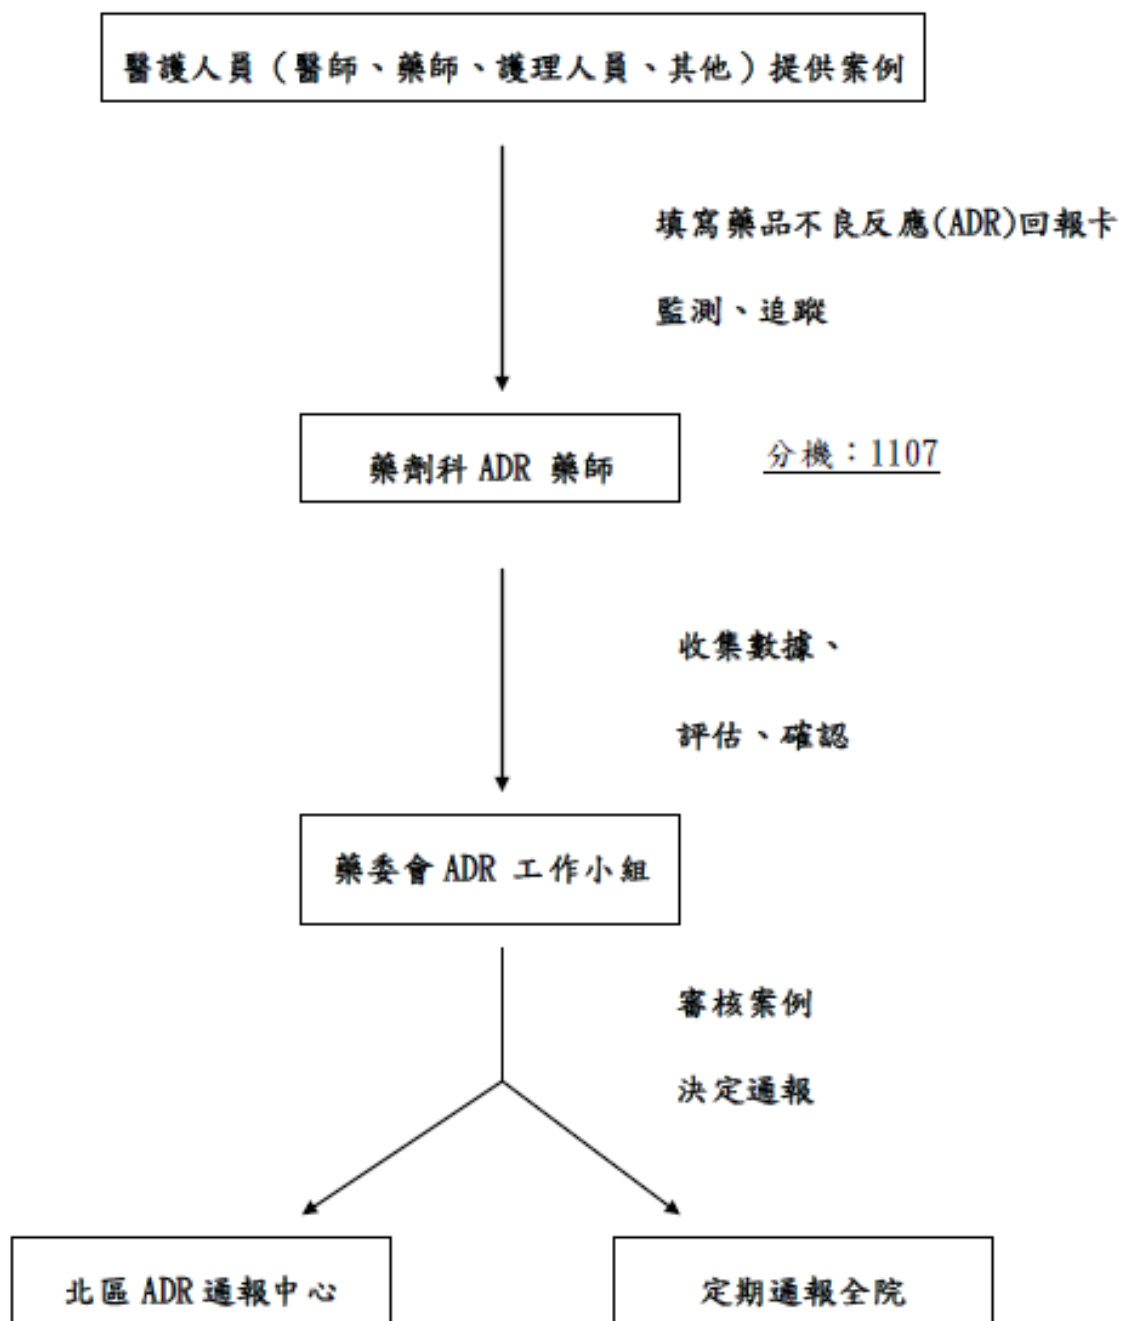 醫護人員（醫師、藥師、護理人員、其他）提供案例
填寫藥品不良反應(ADR)回報卡
監測、追蹤
藥劑科 ADR 藥師
分機：1107
收集數據、
評估、確認
藥委會 ADR 工作小組
審核案例
決定通報
北區 ADR 通報中心
定期通報全院